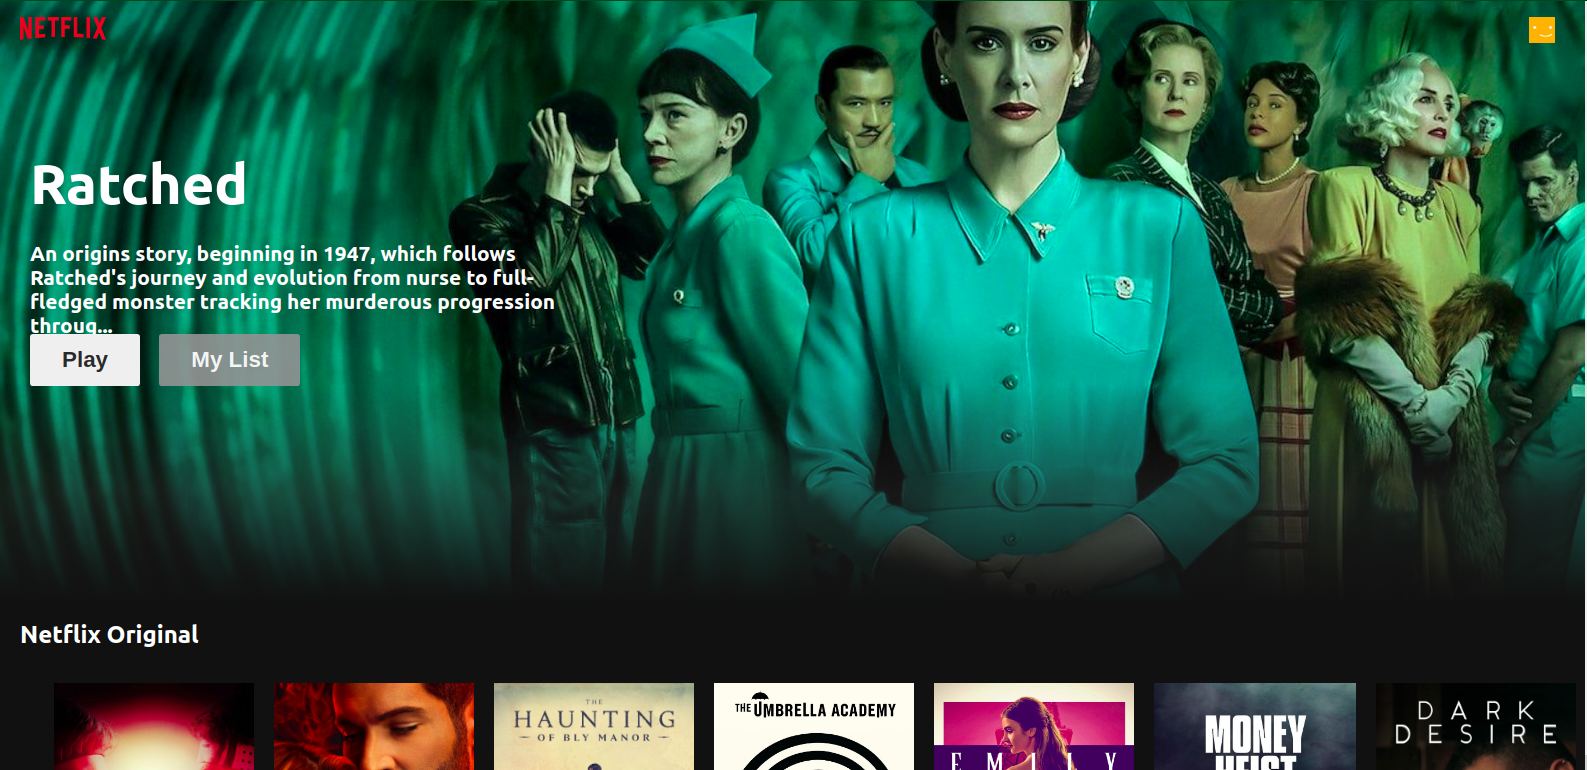 NETFLIX
Ratched
An origins story, beginning in 1947, which follows
Ratched's journey and evolution from nurse to full-
fledged monster tracking her murderous progression
throug...
Play
My List
Netflix Original
THE
HAUNTING
OF BLY MANOR
THE UMBRELLA ACADEMY
EMILY
MONEY
HEIST
DARK
DESIRE